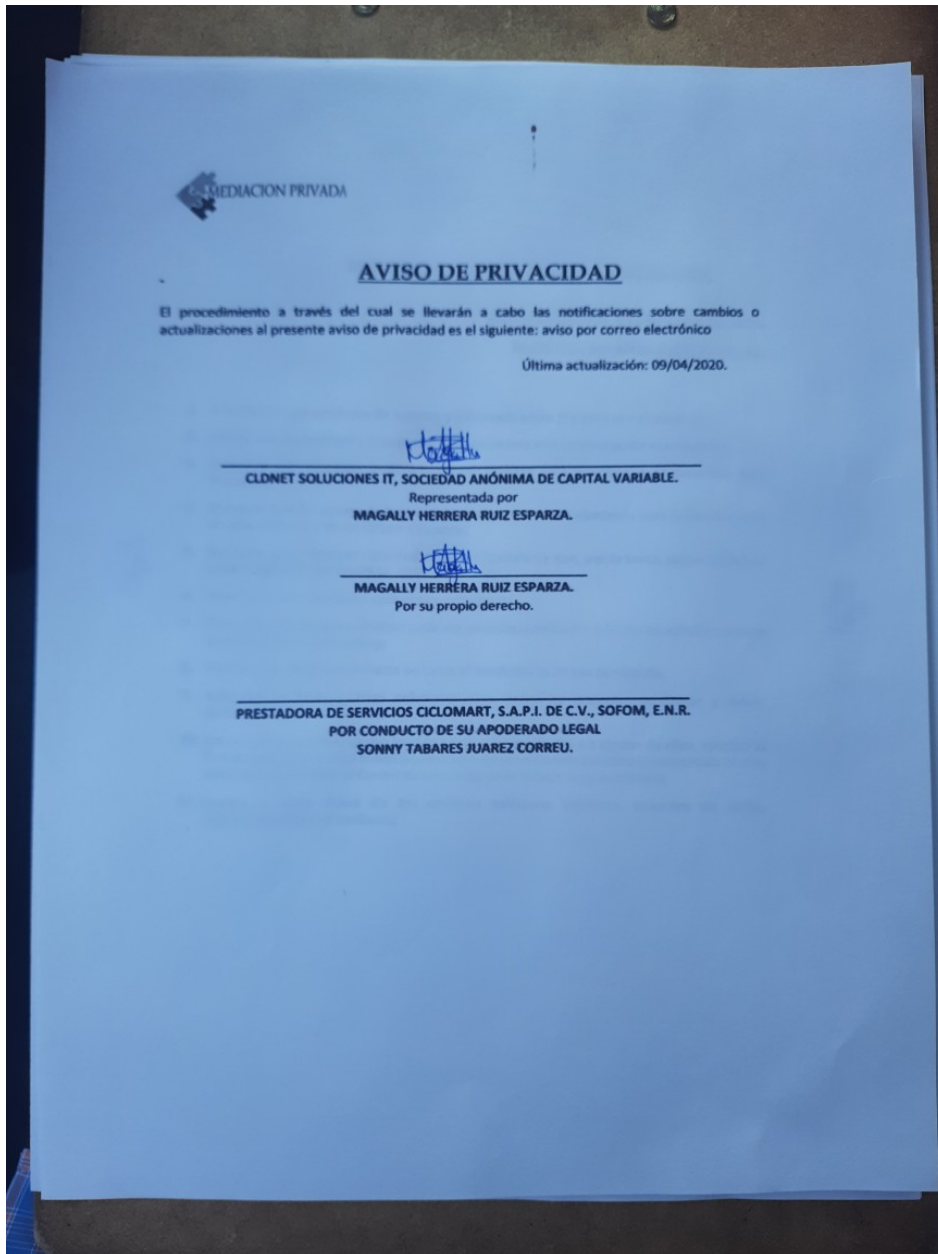 MEDIACION PRIVADA
AVISO DE PRIVACIDAD
El procedimiento a través del cual se llevarán a cabo las notificaciones sobre cambios o
actualizaciones al presente aviso de privacidad es el siguiente: aviso por correo electrónico
Última actualización: 09/04/2020.
CLDNET SOLUCIONES IT, SOCIEDAD ANÓNIMA DE CAPITAL VARIABLE.
Representada por
MAGALLY HERRERA RUIZ ESPARZA.
MAGALLY HERRERA RUIZ ESPARZA.
Por su propio derecho.
PRESTADORA DE SERVICIOS CICLOMART, S.A.P.I. DE C.V., SOFOM, E.N.R.
POR CONDUCTO DE SU APODERADO LEGAL
SONNY TABARES JUAREZ CORREU.